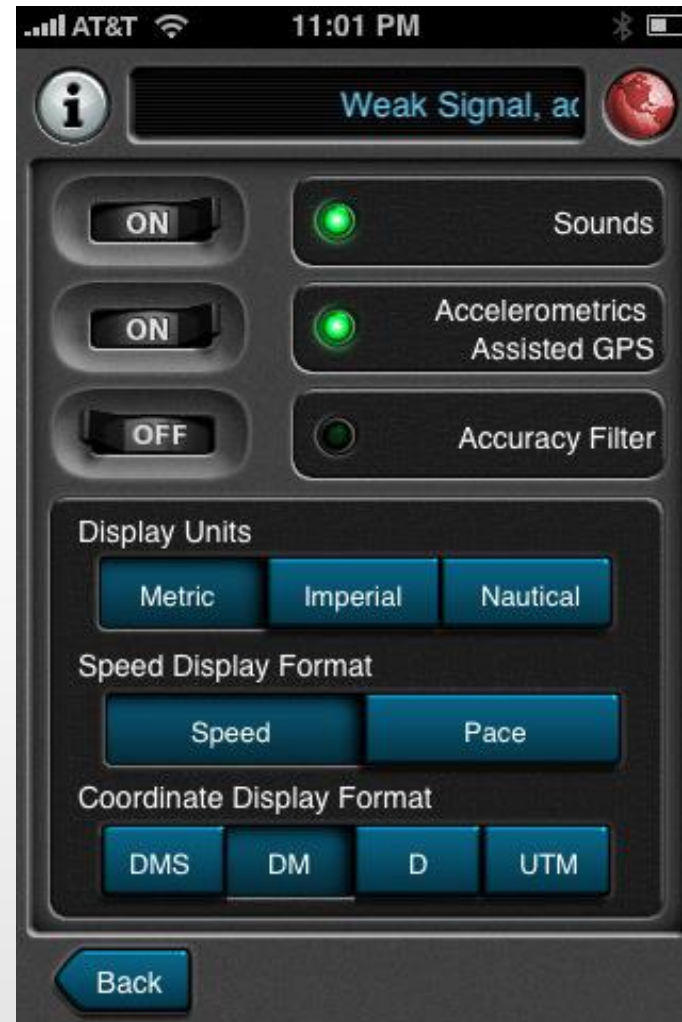 AT&T 11:01 PM
i Weak Signal, ac
ON Sounds
ON Accelerometrics
Assisted GPS
OFF Accuracy Filter
Display Units
Metric Imperial Nautical
Speed Display Format
Speed Pace
Coordinate Display Format
DMS DM D UTM
Back